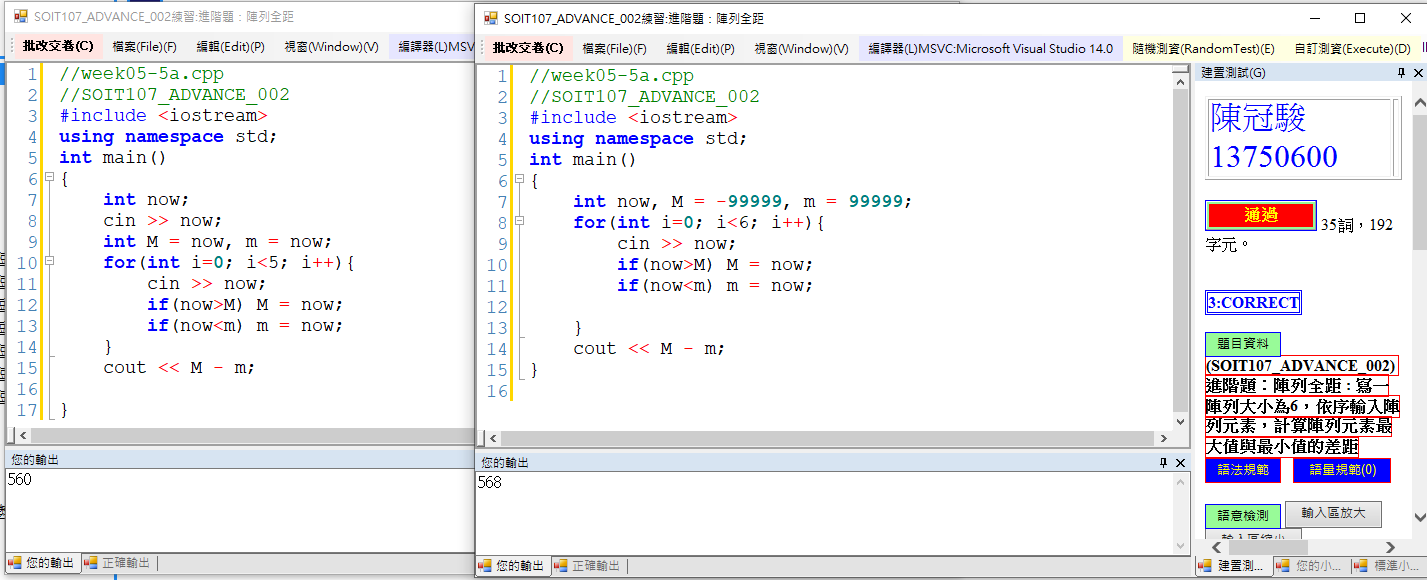 SOIT107_ADVANCE_002練習:進階題：陣列全距
批改交卷(C) 檔案(File)(F) 編輯(Edit)(P) 視窗(Window)(V) 編譯器(L)MSV
1 //week05-5a.cpp
2 //SOIT107_ADVANCE_002
3 #include <iostream>
4 using namespace std;
5 int main()
6 {
7 int now;
8 cin >> now;
9 int M = now, m = now;
10 for(int i=0; i<5; i++){
11 cin >> now;
12 if(now>M) M = now;
13 if(now<m) m = now;
14 }
15 cout << M - m;
16
17 }
您的輸出
560
您的輸出 正確輸出
SOIT107_ADVANCE_002練習:進階題：陣列全距
批改交卷(C) 檔案(File)(F) 編輯(Edit)(P) 視窗(Window)(V) 編譯器(L)MSVC:Microsoft Visual Studio 14.0 隨機測資(RandomTest)(E) 自訂測資(Execute)(D)
1 //week05-5a.cpp
2 //SOIT107_ADVANCE_002
3 #include <iostream>
4 using namespace std;
5 int main()
6 {
7 int now, M = -99999, m = 99999;
8 for(int i=0; i<6; i++){
9 cin >> now;
10 if(now>M) M = now;
11 if(now<m) m = now;
12
13 }
14 cout << M - m;
15 }
16
您的輸出
568
您的輸出 正確輸出
建置測試(G)
陳冠駿
13750600
通過 35詞，192
字元。
3:CORRECT
題目資料
(SOIT107_ADVANCE_002)
進階題：陣列全距 : 寫一
陣列大小為6，依序輸入陣
列元素，計算陣列元素最
大值與最小值的差距
語法規範 語量規範(0)
語意檢測 輸入區放大
輸入區縮小
建置測... 您的小... 標準小...